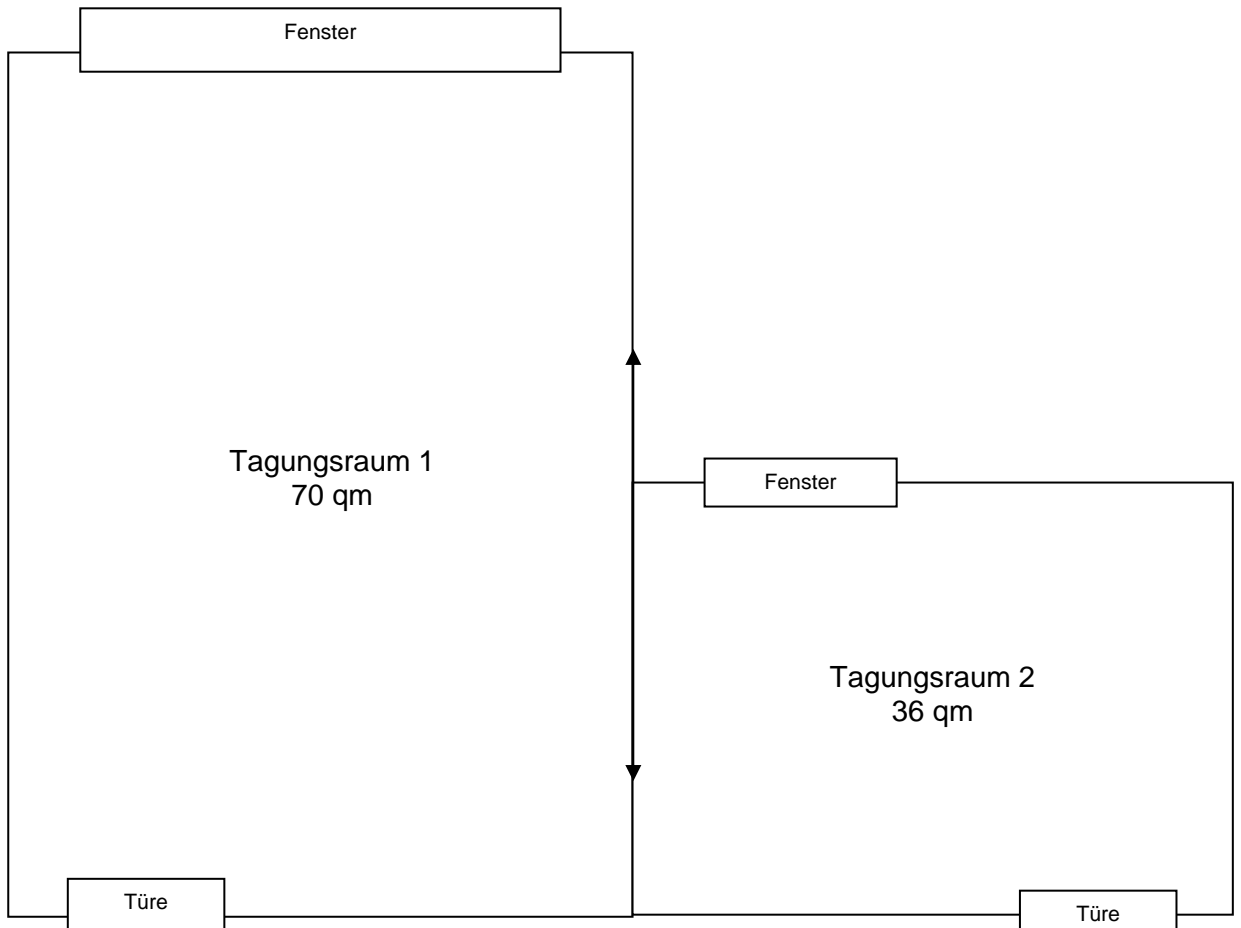 Fenster
Tagungsraum 1
70 qm
Fenster
Tagungsraum 2
36 qm
Türe
Türe